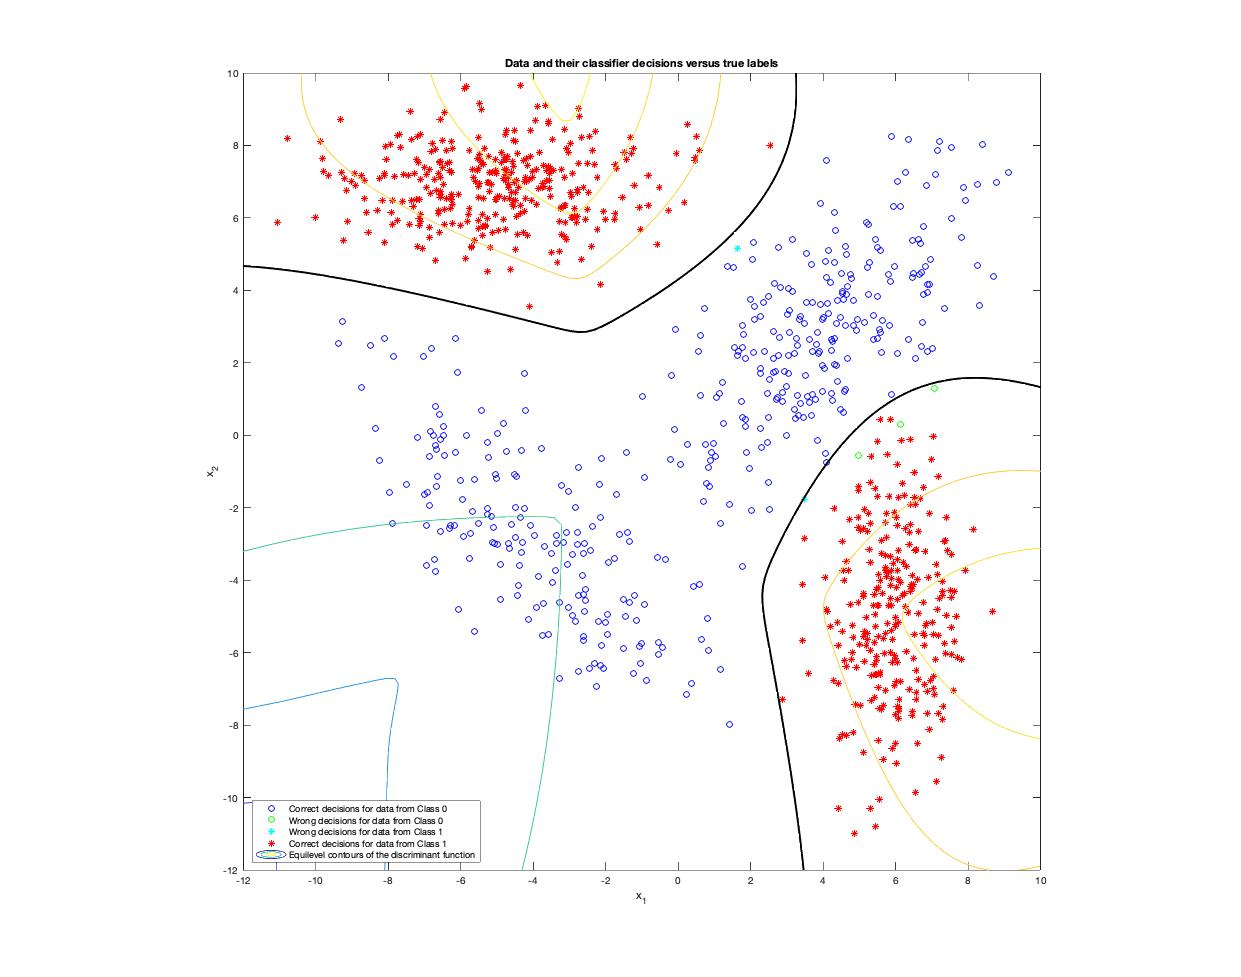 Data and their classifier decisions versus true labels
10
8
6
4
2
0
-2
-4
-6
-8
-10
-12
x2
Correct decisions for data from Class 0
Wrong decisions for data from Class 0
Wrong decisions for data from Class 1
Correct decisions for data from Class 1
Equilevel contours of the discriminant function
-12 -10 -8 -6 -4 -2 0 2 4 6 8 10
x1